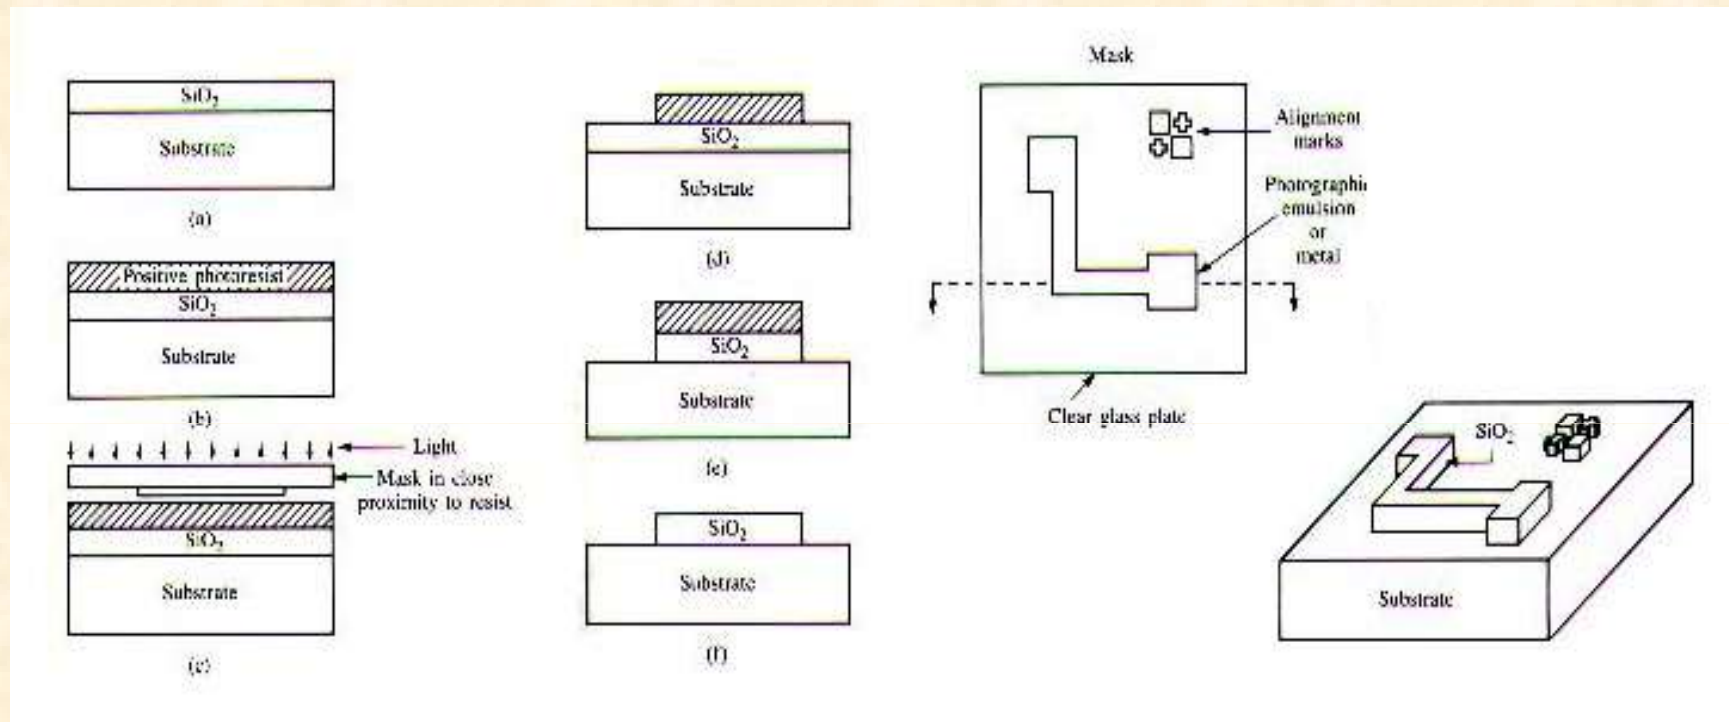 SiO2
Substrate
(a)
Positive photoresist
SiO2
Substrate
(b)
Light
Mask in close
proximity to resist
SiO2
Substrate
(c)
SiO2
Substrate
(d)
SiO2
Substrate
(e)
SiO2
Substrate
(f)
Mask
Alignment
marks
Photographi
emulsion
or
metal
Clear glass plate
SiO2
Substrate